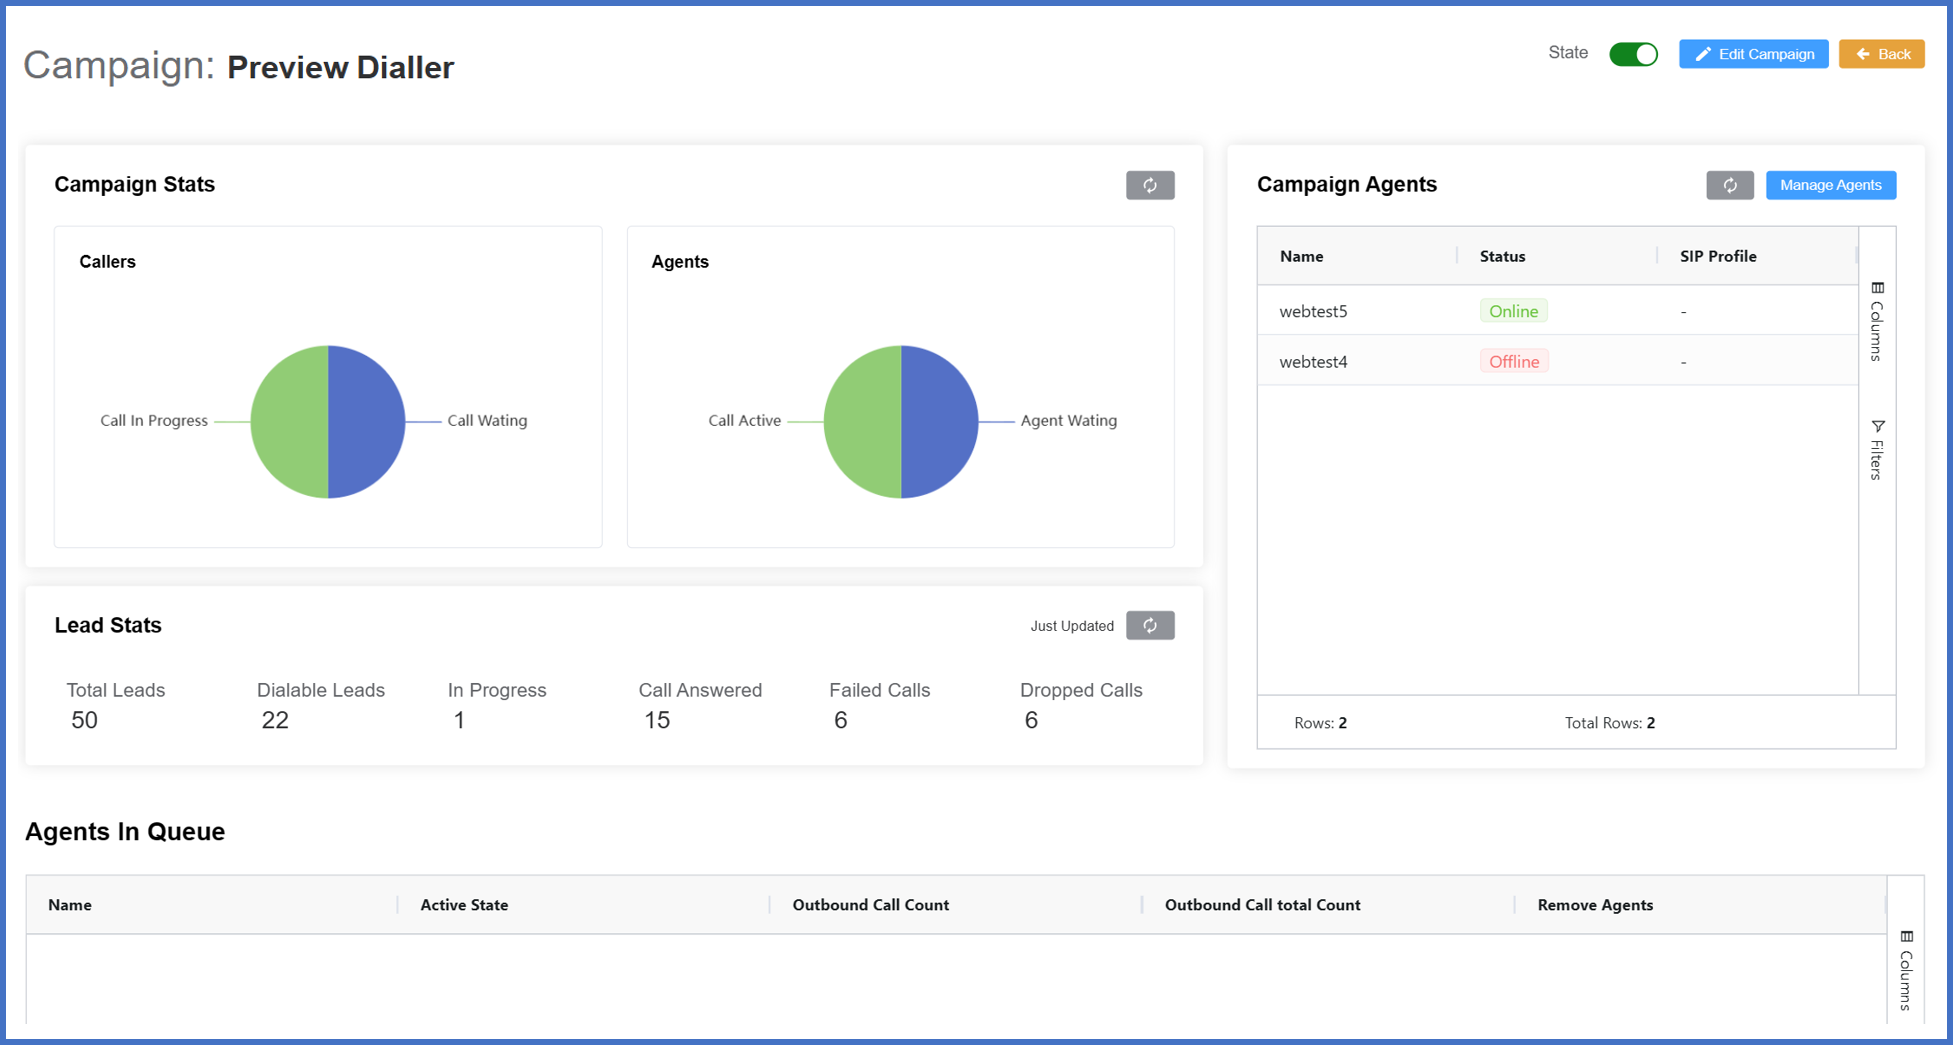 Campaign: Preview Dialler
State
Edit Campaign
Back
Campaign Stats
Callers
Call In Progress
Call Wating
Agents
Call Active
Agent Wating
Campaign Agents
Manage Agents
Name Status SIP Profile
webtest5 Online -
webtest4 Offline -
Columns
Filters
Rows: 2 Total Rows: 2
Lead Stats
Just Updated
Total Leads Dialable Leads In Progress Call Answered Failed Calls Dropped Calls
50 22 1 15 6 6
Agents In Queue
Name Active State Outbound Call Count Outbound Call total Count Remove Agents
Columns